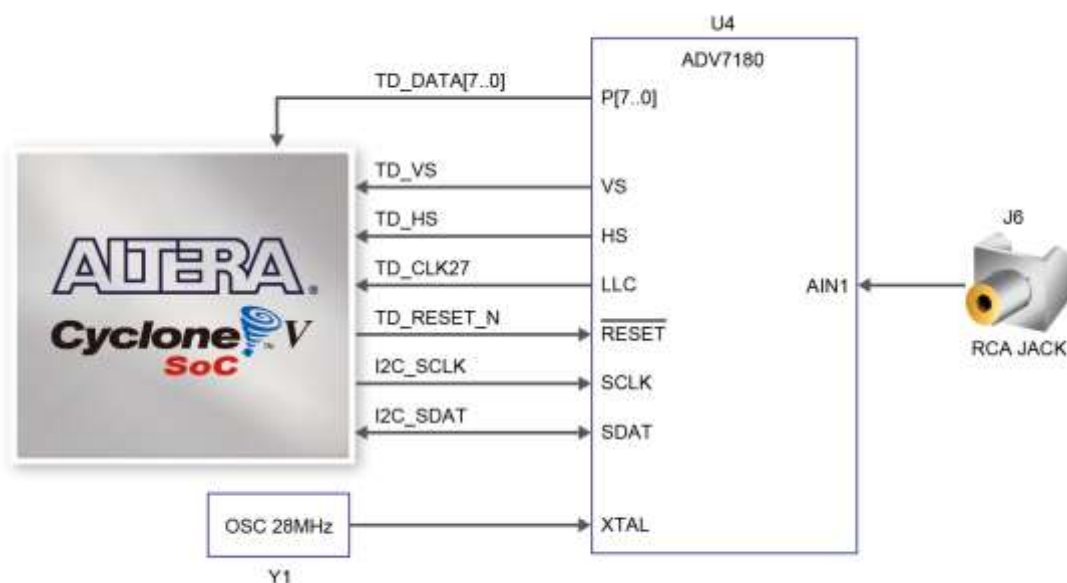 U4
ADV7180
TD_DATA[7..0]
P[7..0]
TD_VS
VS
TD_HS
HS
TD_CLK27
LLC
AIN1
J6
RCA JACK
TD_RESET_N
RESET
I2C_SCLK
SCLK
I2C_SDAT
SDAT
ALTERA.
Cyclone V
SoC
OSC 28MHz
XTAL
Y1